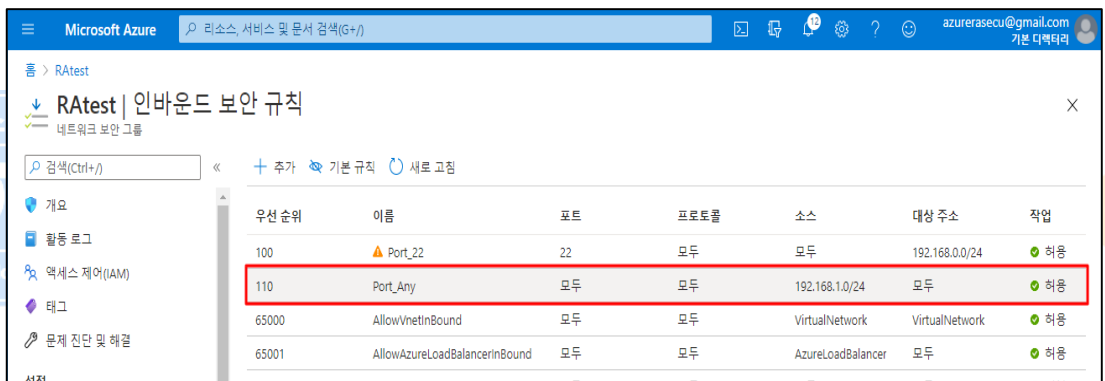 Microsoft Azure
리소스, 서비스 및 문서 검색(G+/)
12
azurerasecu@gmail.com
기본 디렉터리
홈 > RAtest
RAtest | 인바운드 보안 규칙
네트워크 보안 그룹
검색(Ctrl+/)
추가 기본 규칙 새로 고침
개요
활동 로그
액세스 제어(IAM)
태그
문제 진단 및 해결
우선 순위 이름 포트 프로토콜 소스 대상 주소 작업
100 Port_22 22 모두 모두 192.168.0.0/24 허용
110 Port_Any 모두 모두 192.168.1.0/24 모두 허용
65000 AllowVnetInBound 모두 모두 VirtualNetwork VirtualNetwork 허용
65001 AllowAzureLoadBalancerInBound 모두 모두 AzureLoadBalancer 모두 허용